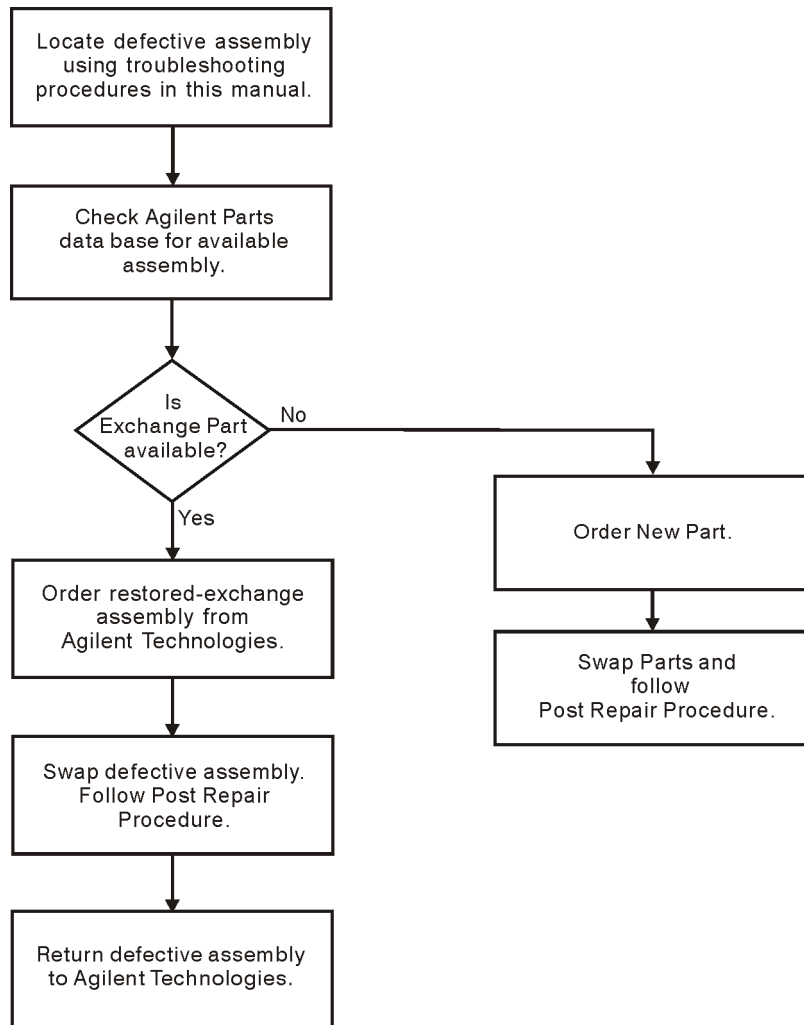 Locate defective assembly
using troubleshooting
procedures in this manual.
Check Agilent Parts
data base for available
assembly.
Is
Exchange Part
available?
No
Yes
Order New Part.
Order restored-exchange
assembly from
Agilent Technologies.
Swap Parts and
follow
Post Repair Procedure.
Swap defective assembly.
Follow Post Repair
Procedure.
Return defective assembly
to Agilent Technologies.